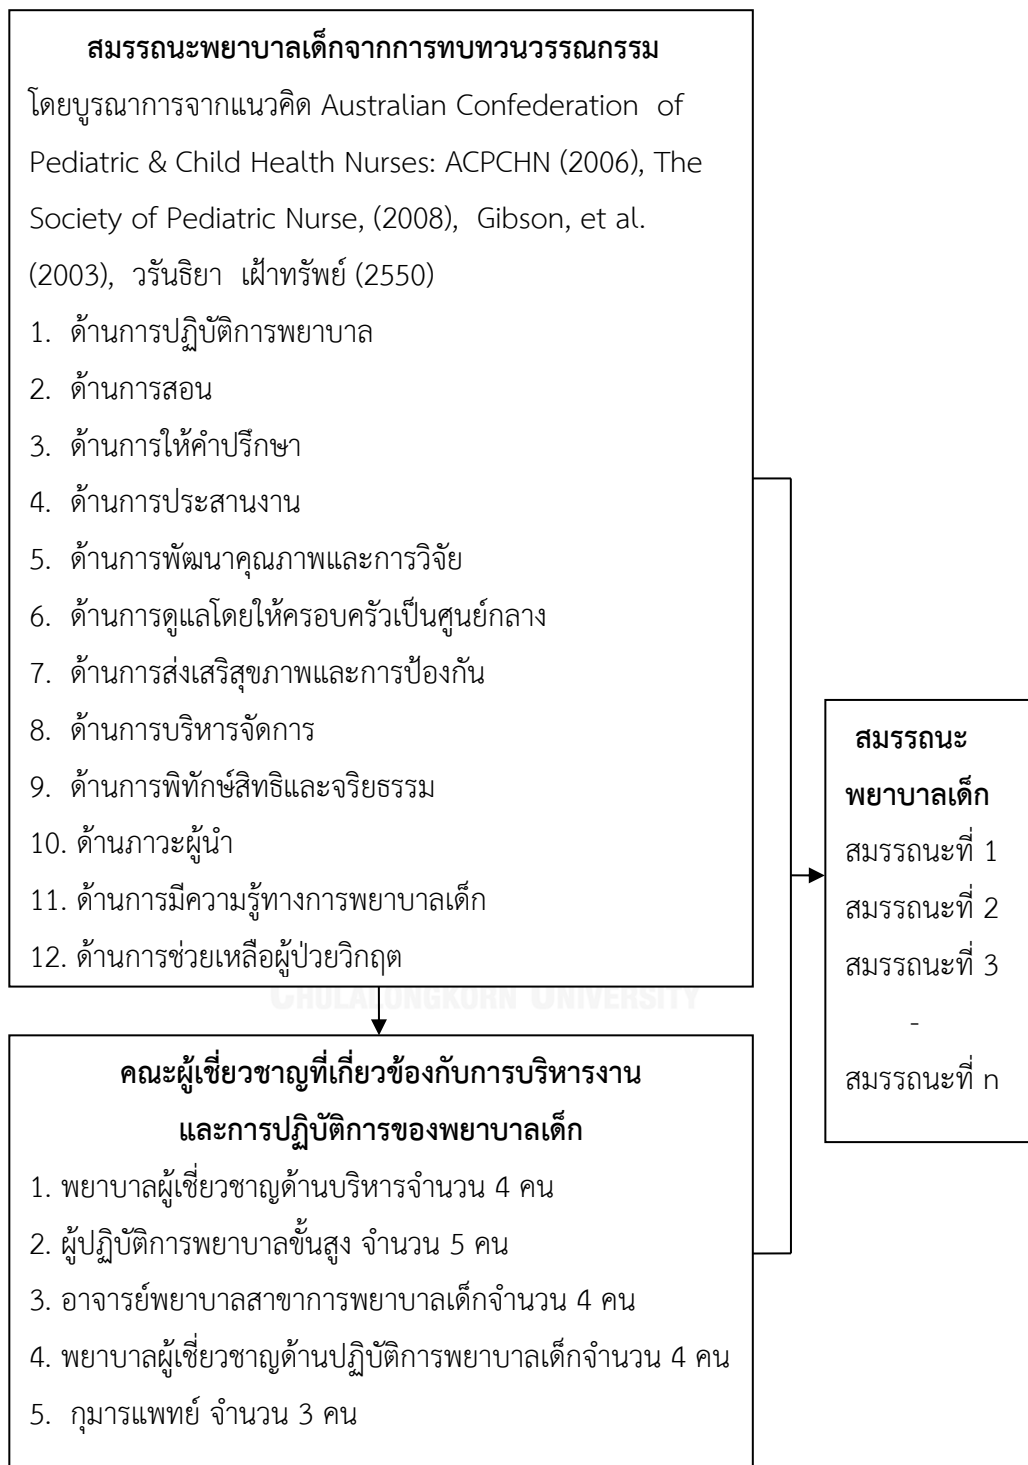 สมรรถนะพยาบาลเด็กจากการทบทวนวรรณกรรม
โดยบูรณาการจากแนวคิด Australian Confederation of
Pediatric & Child Health Nurses: ACPCHN (2006), The
Society of Pediatric Nurse, (2008), Gibson, et al.
(2003), วรันธิยา เฝ้าทรัพย์ (2550)
1. ด้านการปฏิบัติการพยาบาล
2. ด้านการสอน
3. ด้านการให้คำปรึกษา
4. ด้านการประสานงาน
5. ด้านการพัฒนาคุณภาพและการวิจัย
6. ด้านการดูแลโดยให้ครอบครัวเป็นศูนย์กลาง
7. ด้านการส่งเสริสุขภาพและการป้องกัน
8. ด้านการบริหารจัดการ
9. ด้านการพิทักษ์สิทธิและจริยธรรม
10. ด้านภาวะผู้นำ
11. ด้านการมีความรู้ทางการพยาบาลเด็ก
12. ด้านการช่วยเหลือผู้ป่วยวิกฤต
CHULALONGKORN UNIVERSITY
คณะผู้เชี่ยวชาญที่เกี่ยวข้องกับการบริหารงาน
และการปฏิบัติการของพยาบาลเด็ก
1. พยาบาลผู้เชี่ยวชาญด้านบริหารจำนวน 4 คน
2. ผู้ปฏิบัติการพยาบาลขั้นสูง จำนวน 5 คน
3. อาจารย์พยาบาลสาขาการพยาบาลเด็กจำนวน 4 คน
4. พยาบาลผู้เชี่ยวชาญด้านปฏิบัติการพยาบาลเด็กจำนวน 4 คน
5. กุมารแพทย์ จำนวน 3 คน
สมรรถนะ
พยาบาลเด็ก
สมรรถนะที่ 1
สมรรถนะที่ 2
สมรรถนะที่ 3
-
สมรรถนะที่ n